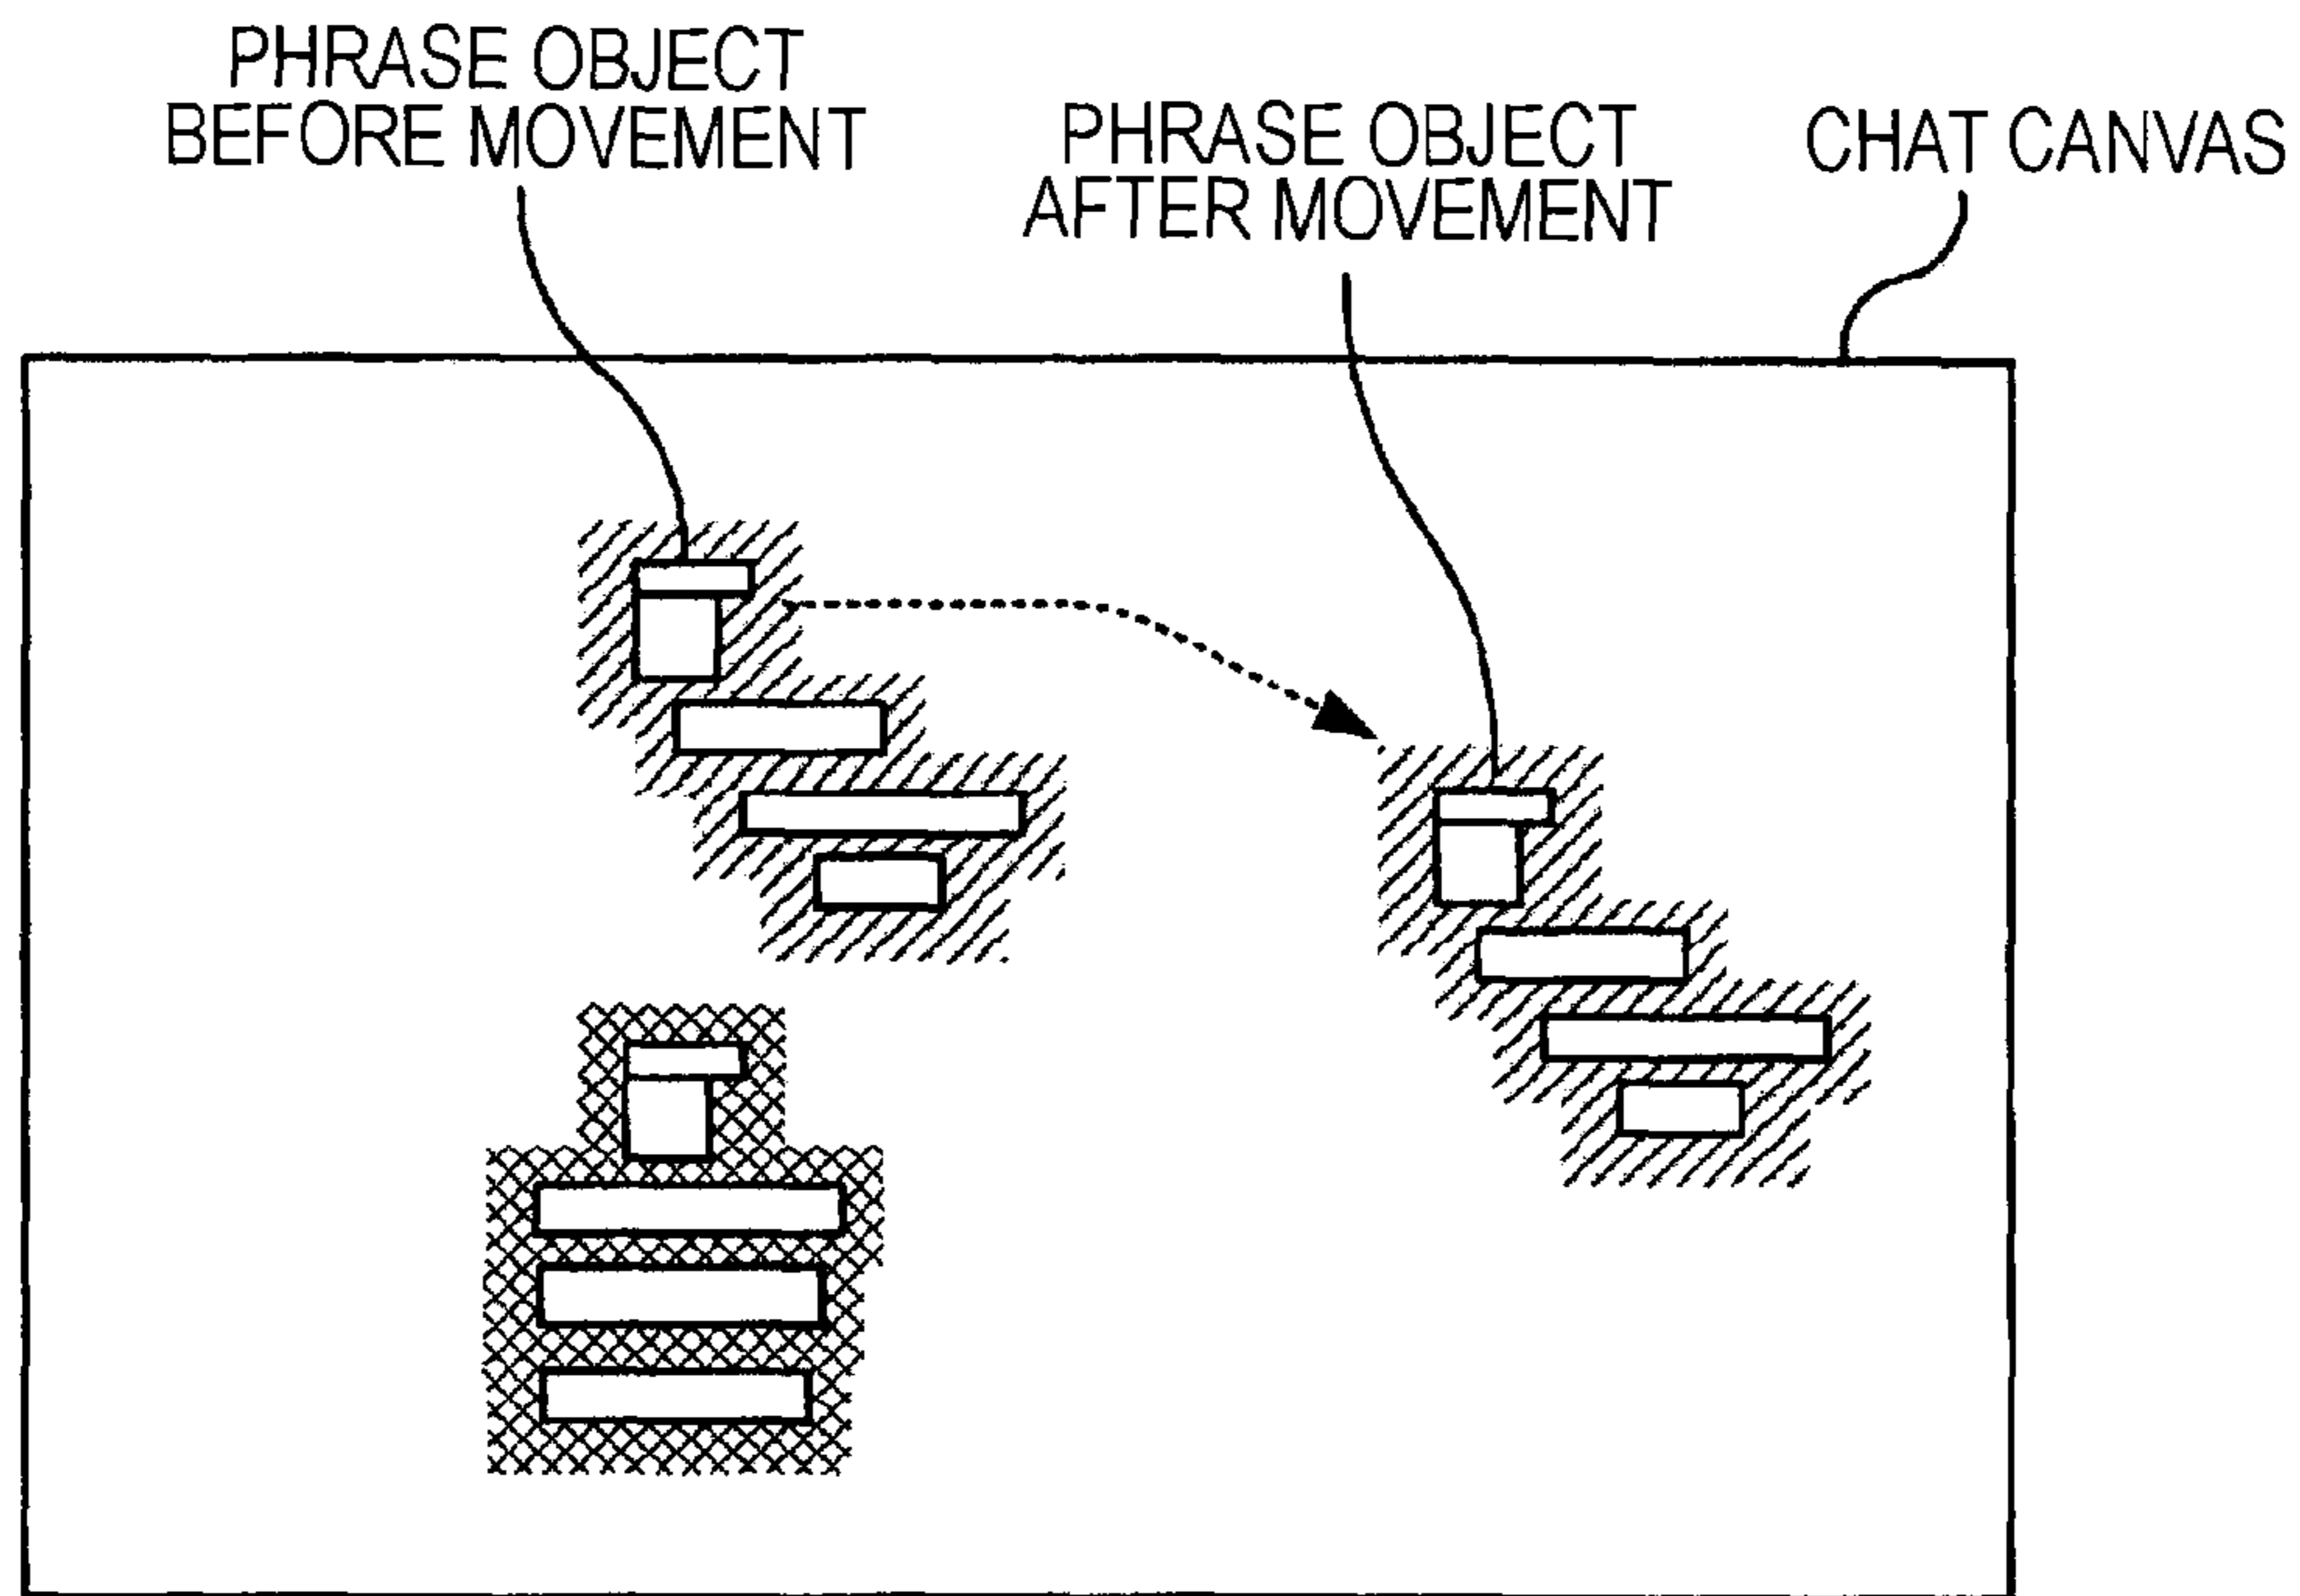 PHRASE OBJECT
BEFORE MOVEMENT
PHRASE OBJECT
AFTER MOVEMENT
CHAT CANVAS